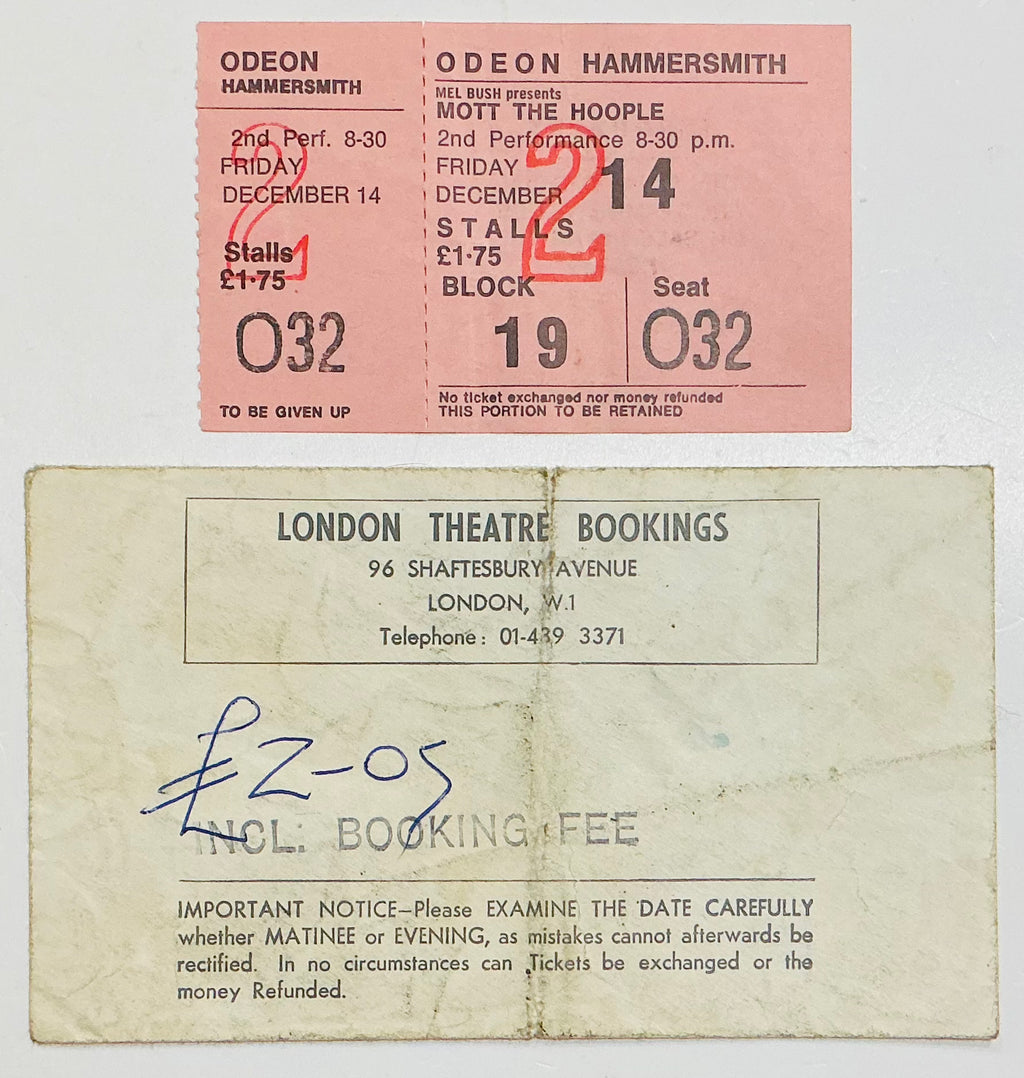 ODEON
HAMMERSMITH
2nd Perf. 8-30
FRIDAY
DECEMBER 14
2
Stalls
£1·75
O32
TO BE GIVEN UP
ODEON HAMMERSMITH
MEL BUSH presents
MOTT THE HOOPLE
2nd Performance 8-30 p.m.
FRIDAY
DECEMBER 14
2
STALLS
£1·75
BLOCK
19
Seat
O32
No ticket exchanged nor money refunded
THIS PORTION TO BE RETAINED
LONDON THEATRE BOOKINGS
96 SHAFTESBURY AVENUE
LONDON, W.1
Telephone: 01-439 3371
£2-05
INCL: BOOKING FEE
IMPORTANT NOTICE—Please EXAMINE THE DATE CAREFULLY
whether MATINEE or EVENING, as mistakes cannot afterwards be
rectified. In no circumstances can Tickets be exchanged or the
money Refunded.